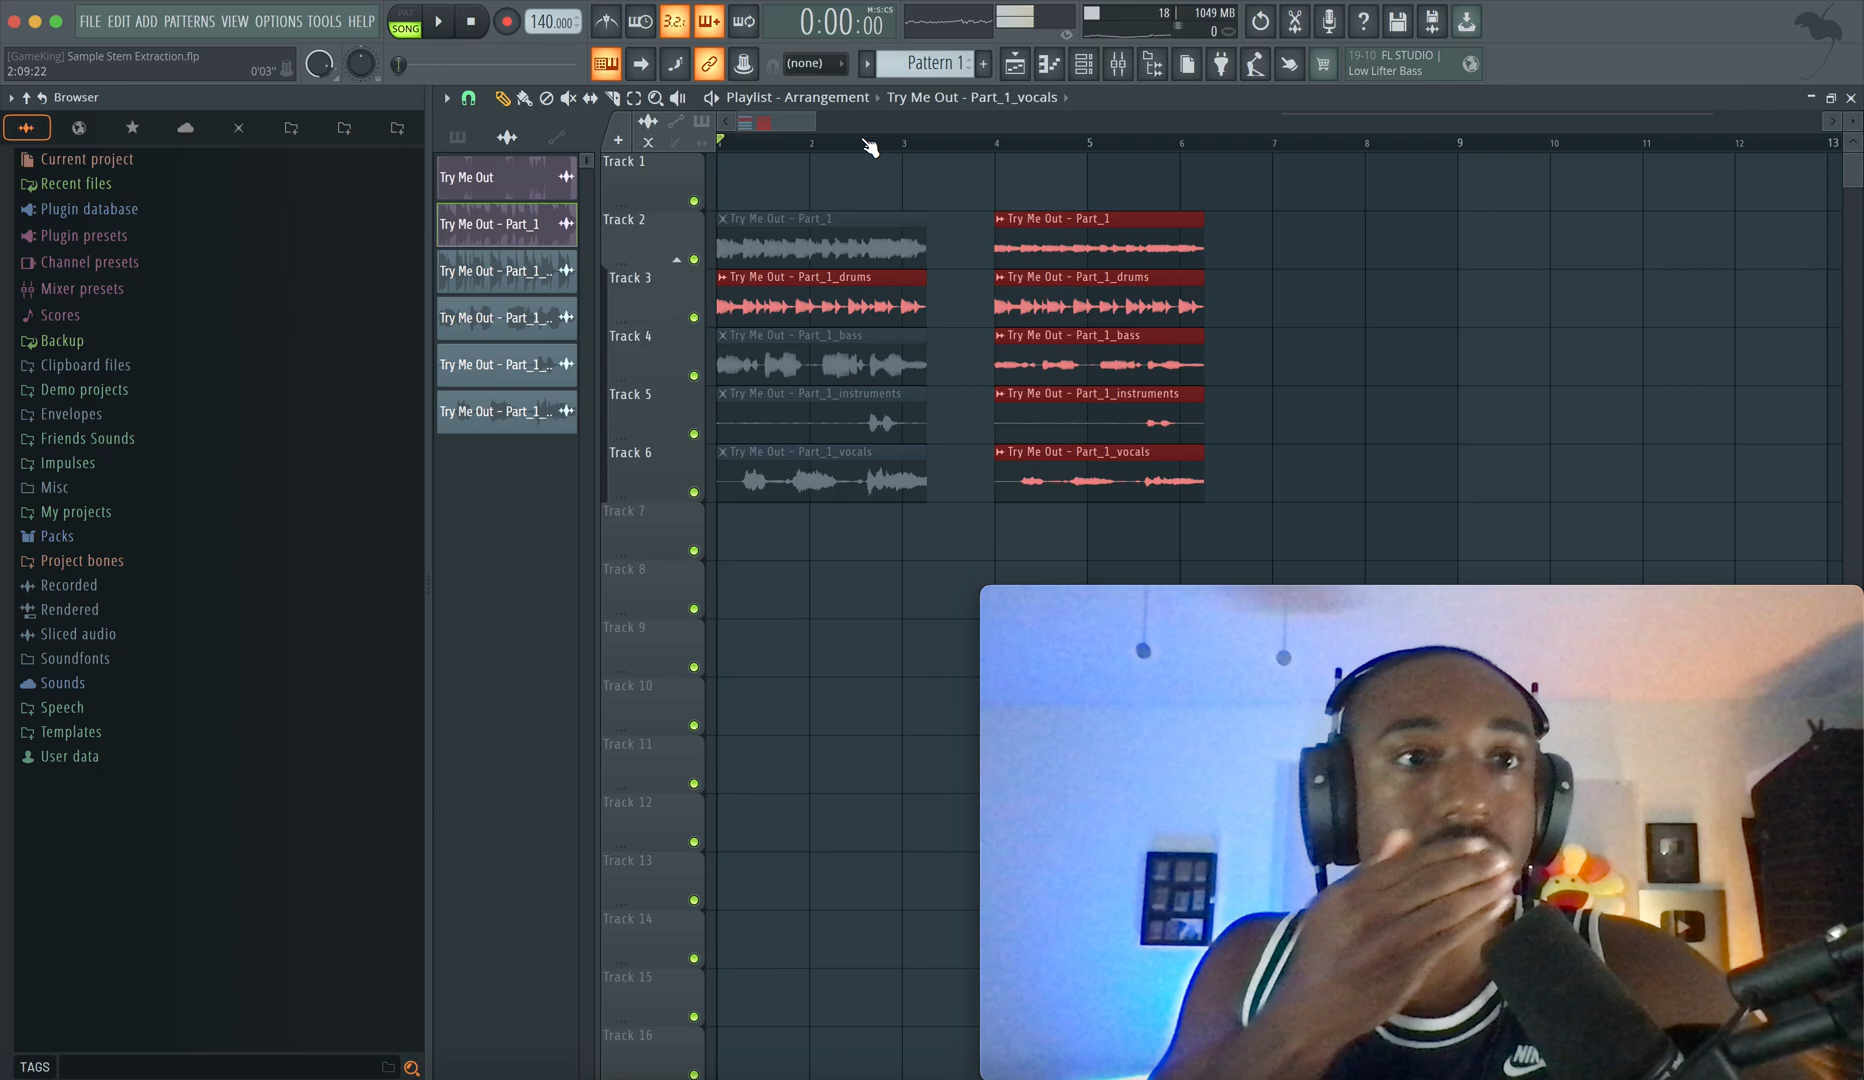 FILE EDIT ADD PATTERNS VIEW OPTIONS TOOLS HELP
PAT
SONG
140.000
3.2:
0:00:00
M:S:CS
18
1049 MB
0
[GameKing] Sample Stem Extraction.flp
2:09:22
0'03"
(none)
Pattern 1
19-10 FL STUDIO |
Low Lifter Bass
Browser
Playlist - Arrangement
Try Me Out - Part_1_vocals
Current project
Recent files
Plugin database
Plugin presets
Channel presets
Mixer presets
Scores
Backup
Clipboard files
Demo projects
Envelopes
Friends Sounds
Impulses
Misc
My projects
Packs
Project bones
Recorded
Rendered
Sliced audio
Soundfonts
Sounds
Speech
Templates
User data
TAGS
Try Me Out
Try Me Out - Part_1
Try Me Out - Part_1_..
Try Me Out - Part_1_..
Try Me Out - Part_1_..
Try Me Out - Part_1_..
2 3 4 5 6 7 8 9 10 11 12 13
Track 1
Track 2
Try Me Out - Part_1
Try Me Out - Part_1
Track 3
Try Me Out - Part_1_drums
Try Me Out - Part_1_drums
Track 4
Try Me Out - Part_1_bass
Try Me Out - Part_1_bass
Track 5
Try Me Out - Part_1_instruments
Try Me Out - Part_1_instruments
Track 6
Try Me Out - Part_1_vocals
Try Me Out - Part_1_vocals
Track 7
Track 8
Track 9
Track 10
Track 11
Track 12
Track 13
Track 14
Track 15
Track 16